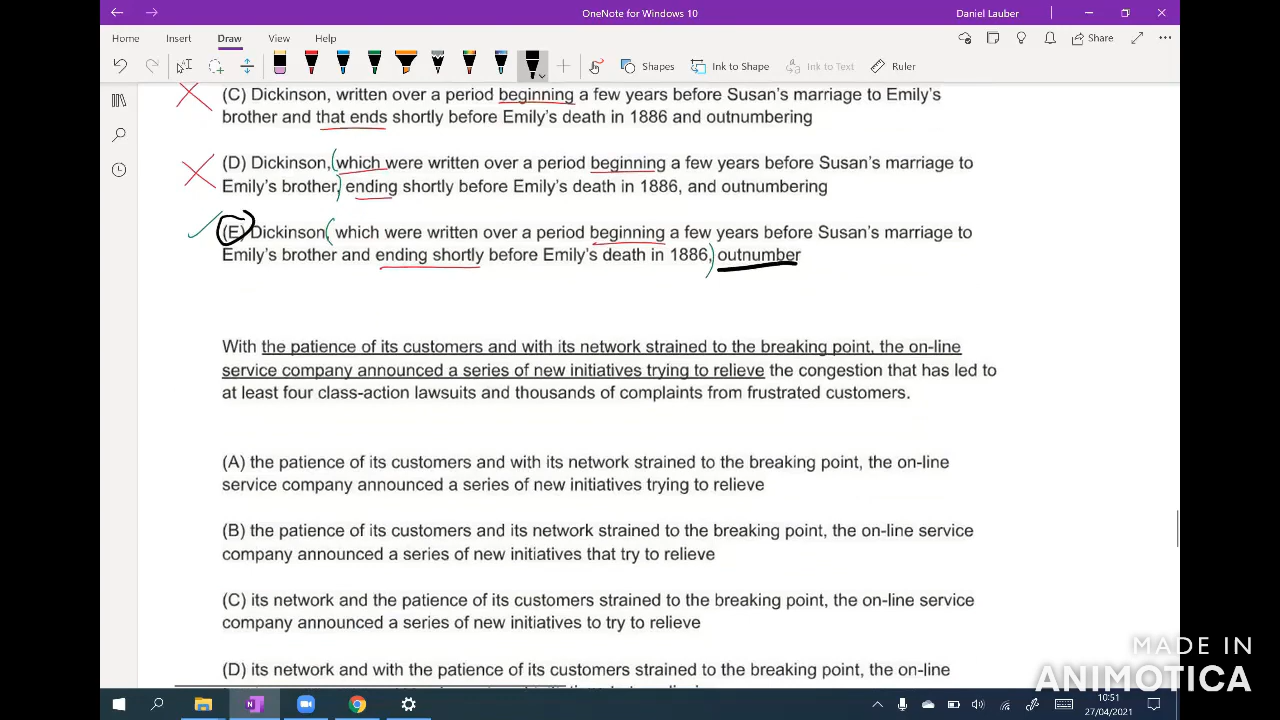 OneNote for Windows 10
Daniel Lauber
Home
Insert
Draw
View
Help
Share
Shapes
Ink to Shape
Ink to Text
Ruler
(C) Dickinson, written over a period beginning a few years before Susan's marriage to Emily's
brother and that ends shortly before Emily's death in 1886 and outnumbering
(D) Dickinson, which were written over a period beginning a few years before Susan's marriage to
Emily's brother, ending shortly before Emily's death in 1886, and outnumbering
(E) Dickinson, which were written over a period beginning a few years before Susan's marriage to
Emily's brother and ending shortly before Emily's death in 1886, outnumber
With the patience of its customers and with its network strained to the breaking point, the on-line
service company announced a series of new initiatives trying to relieve the congestion that has led to
at least four class-action lawsuits and thousands of complaints from frustrated customers.
(A) the patience of its customers and with its network strained to the breaking point, the on-line
service company announced a series of new initiatives trying to relieve
(B) the patience of its customers and its network strained to the breaking point, the on-line service
company announced a series of new initiatives that try to relieve
(C) its network and the patience of its customers strained to the breaking point, the on-line service
company announced a series of new initiatives to try to relieve
(D) its network and with the patience of its customers strained to the breaking point, the on-line
MADE IN
ANIMOTICA
10:51
27/04/2021